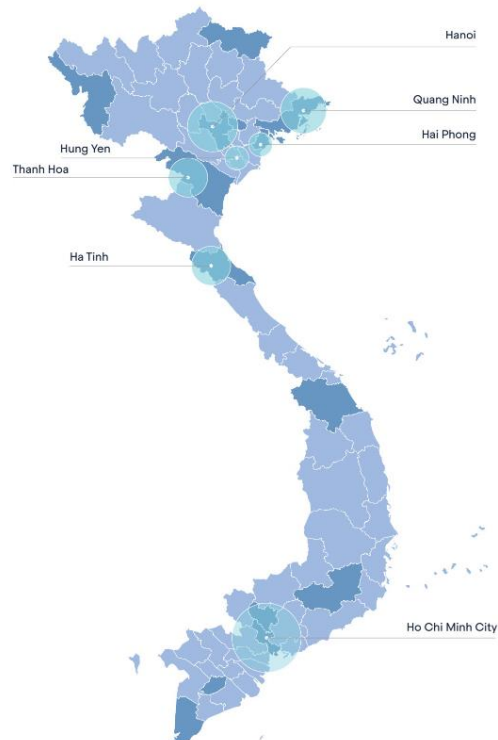 Hanoi
Quang Ninh
Hai Phong
Hung Yen
Thanh Hoa
Ha Tinh
Ho Chi Minh City